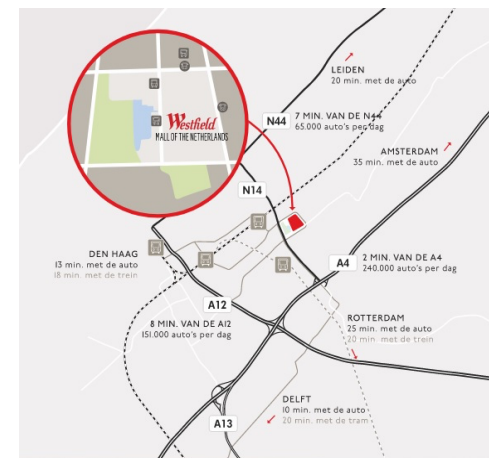 LEIDEN
20 min. met de auto
Westfield
MALL OF THE NETHERLANDS
N44
7 MIN. VAN DE N44
65.000 auto's per dag
AMSTERDAM
35 min. met de auto
N14
DEN HAAG
13 min. met de auto
18 min. met de trein
A4
2 MIN. VAN DE A4
240.000 auto's per dag
A12
8 MIN. VAN DE A12
151.000 auto's per dag
ROTTERDAM
25 min. met de auto
20 min. met de trein
DELFT
10 min. met de auto
20 min. met de tram
A13